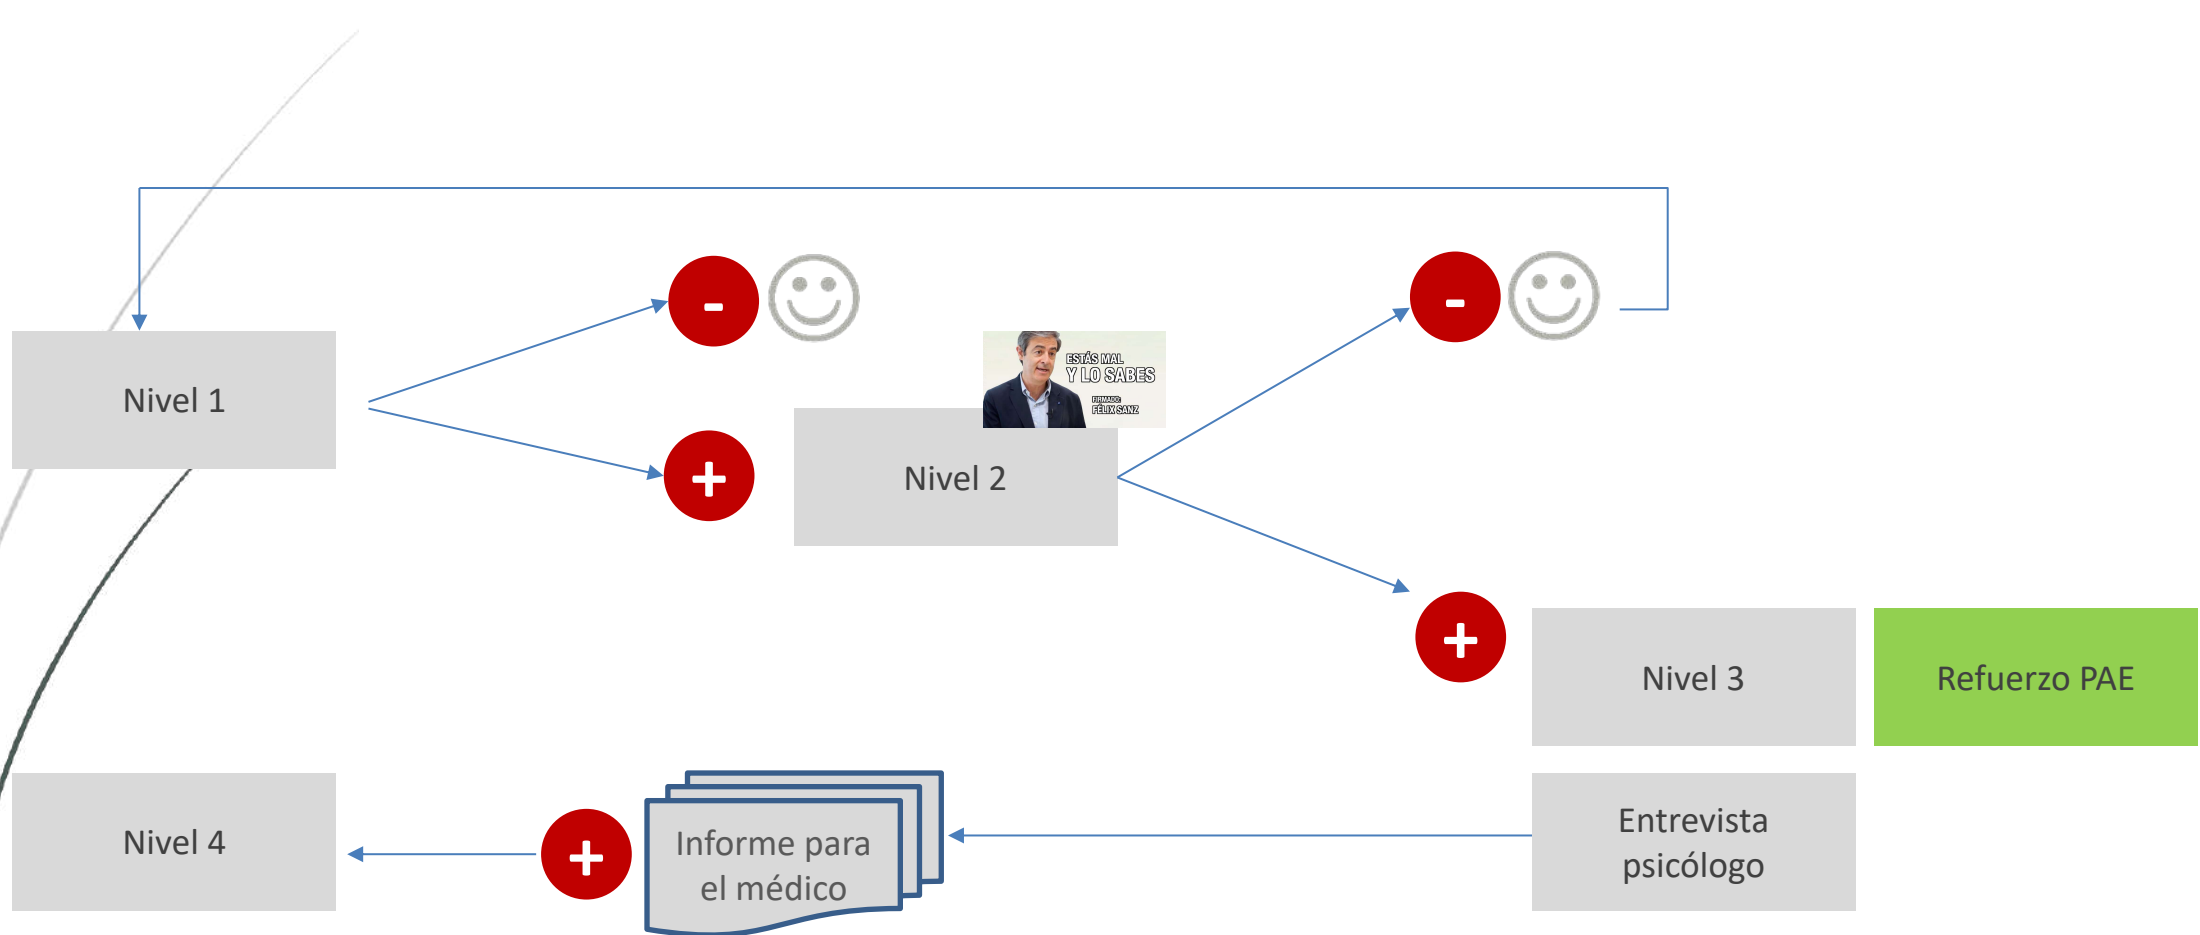 -
-
ESTÁS MAL
Y LO SABES
FIRMADO:
FÉLIX SANZ
Nivel 1
+
Nivel 2
+
Nivel 3
Refuerzo PAE
Nivel 4
+
Informe para
el médico
Entrevista
psicólogo